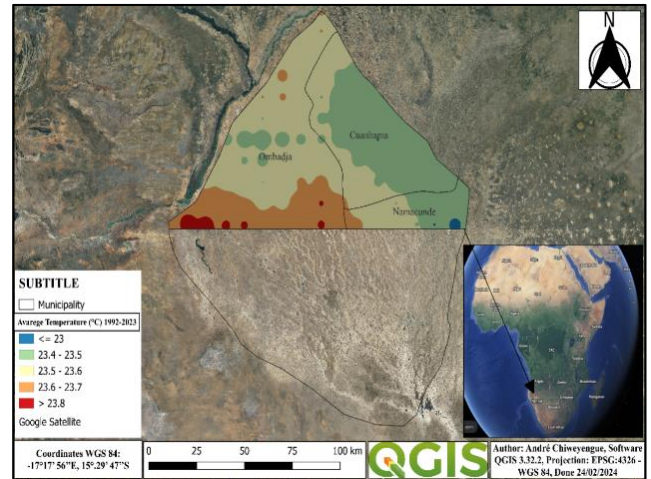 N
Cuanhama
Ombadja
Namacunde
SUBTITLE
Municipality
Avarege Temperature (°C) 1992-2023
<= 23
23.4 - 23.5
23.5 - 23.6
23.6 - 23.7
> 23.8
Google Satellite
Coordinates WGS 84:
-17°17'56"E, 15°.29'47"S
0 25 50 75 100 km
QGIS
Author: André Chiweyengue, Software
QGIS 3.32.2, Projection: EPSG:4326 -
WGS 84, Done 24/02/2024